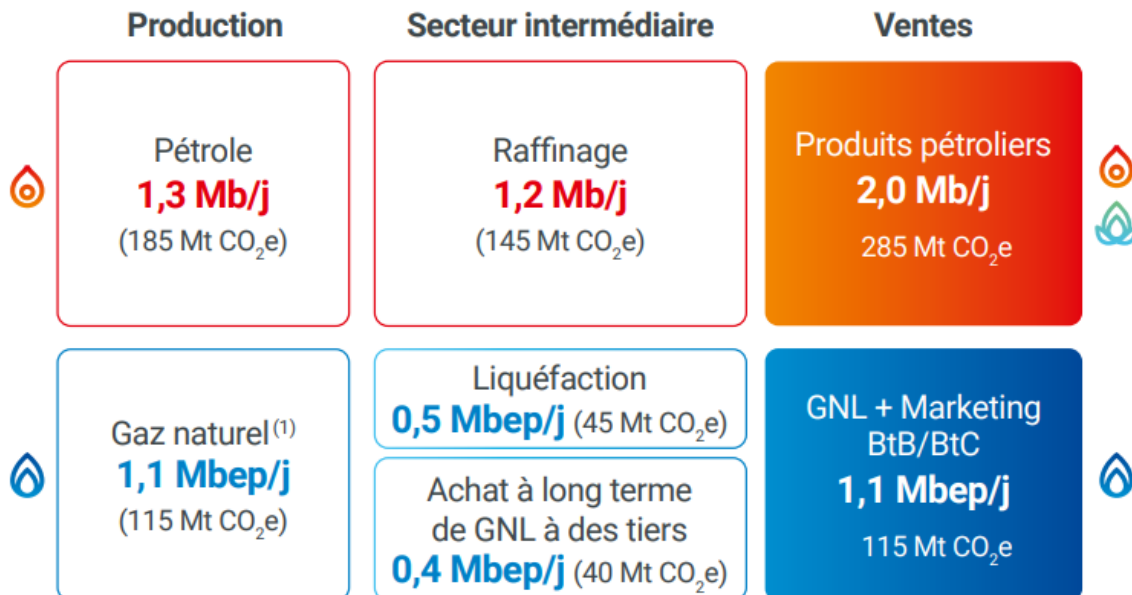 Production
Secteur intermédiaire
Ventes
Pétrole
1,3 Mb/j
(185 Mt CO₂e)
Raffinage
1,2 Mb/j
(145 Mt CO₂e)
Produits pétroliers
2,0 Mb/j
285 Mt CO₂e
Gaz naturel⁽¹⁾
1,1 Mbep/j
(115 Mt CO₂e)
Liquéfaction
0,5 Mbep/j (45 Mt CO₂e)
Achat à long terme
de GNL à des tiers
0,4 Mbep/j (40 Mt CO₂e)
GNL + Marketing
BtB/BtC
1,1 Mbep/j
115 Mt CO₂e